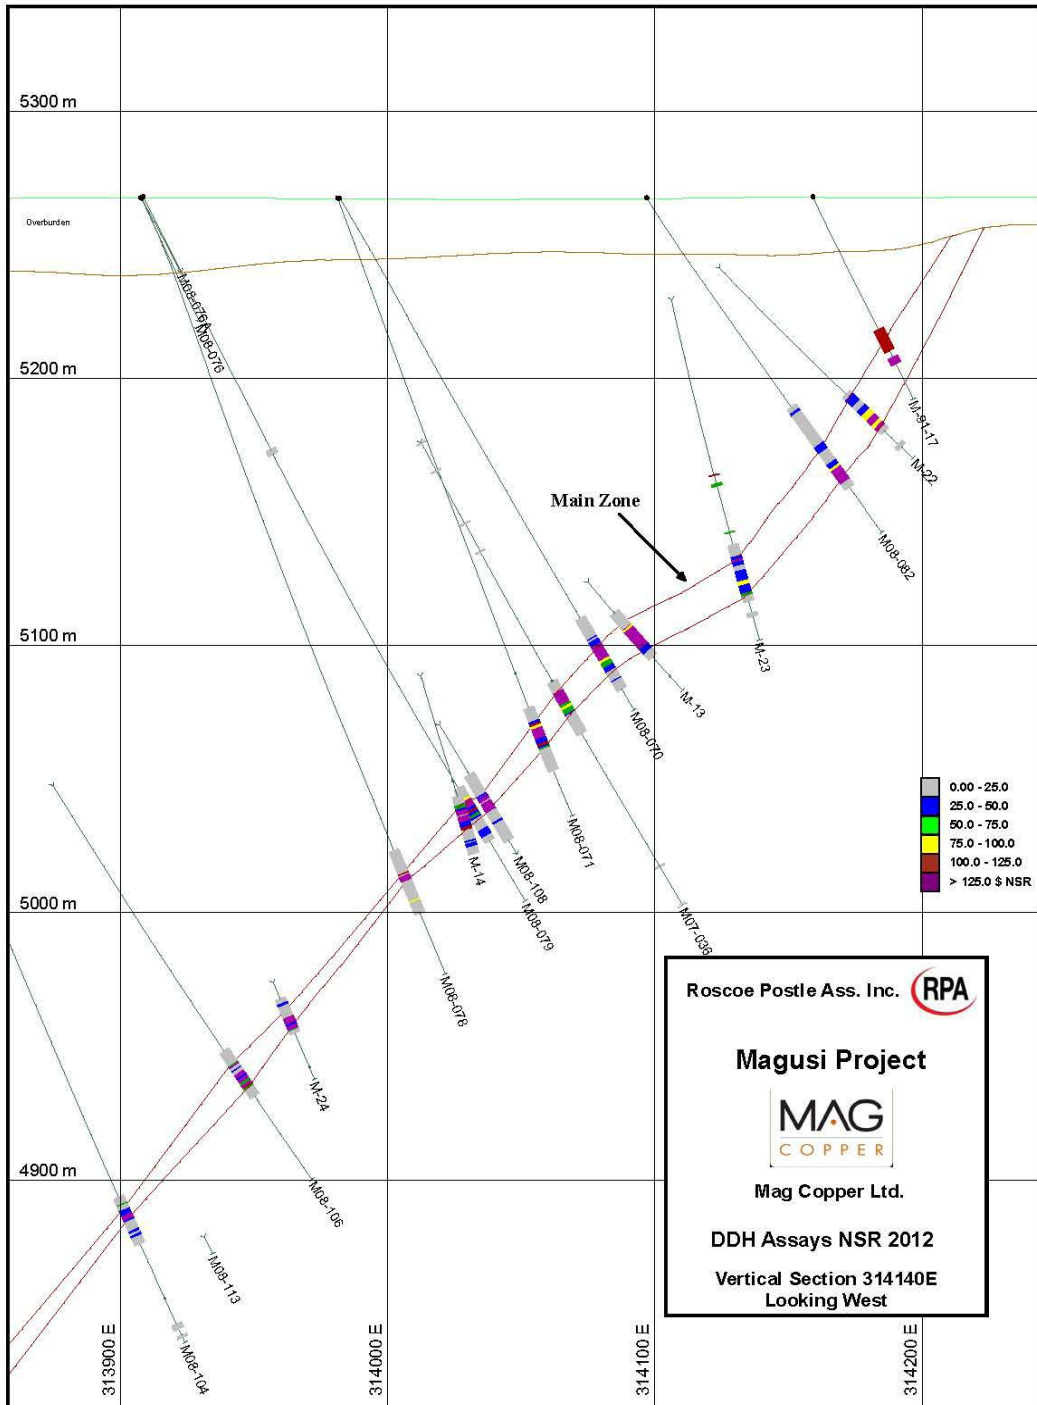 5300 m
Overburden
M08-076A
M08-076
5200 m
M-91-17
M-22
Main Zone
M08-082
5100 m
M-23
M-13
M08-070
0.00 - 25.0
25.0 - 50.0
50.0 - 75.0
75.0 - 100.0
100.0 - 125.0
> 125.0 $ NSR
M08-071
M-14
M08-108
M08-079
5000 m
M07-036
M08-078
Roscoe Postle Ass. Inc.
RPA
Magusi Project
MAG
COPPER
Mag Copper Ltd.
DDH Assays NSR 2012
Vertical Section 314140E
Looking West
M-24
4900 m
M08-106
M08-113
M08-104
313900 E
314000 E
314100 E
314200 E